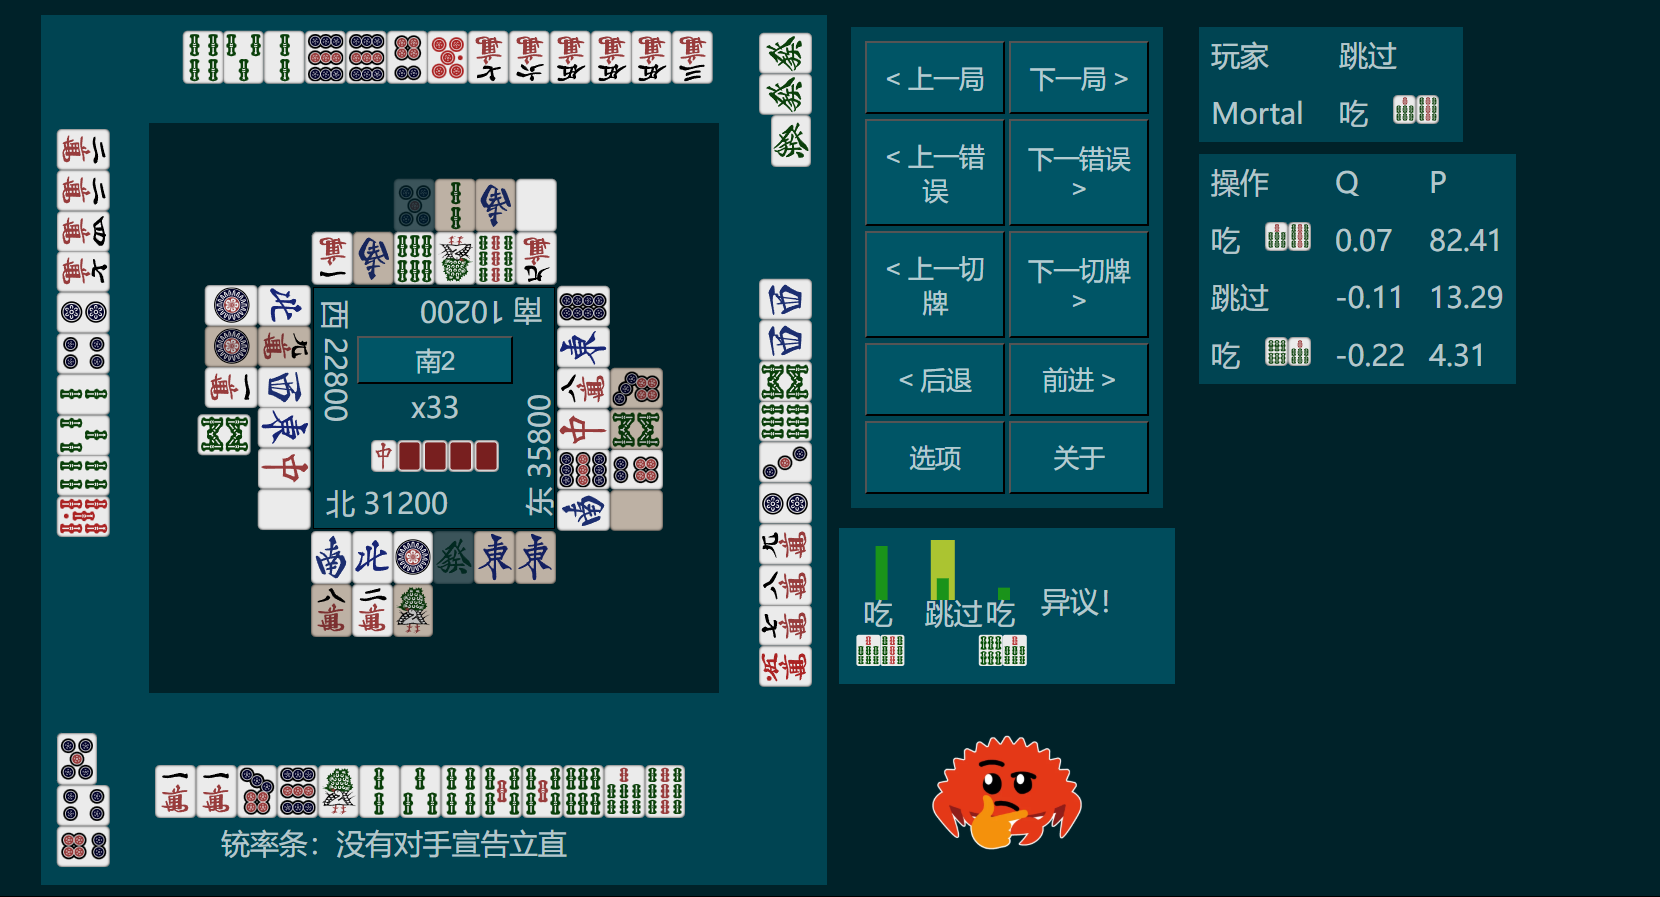 南 10200
西 22800
南2
x33
东 35800
北 31200
铳率条：没有对手宣告立直
< 上一局
下一局 >
< 上一错误
下一错误 >
< 上一切牌
下一切牌 >
< 后退
前进 >
选项
关于
玩家 跳过
Mortal 吃
操作 Q P
吃 0.07 82.41
跳过 -0.11 13.29
吃 -0.22 4.31
吃 跳过 吃 异议！